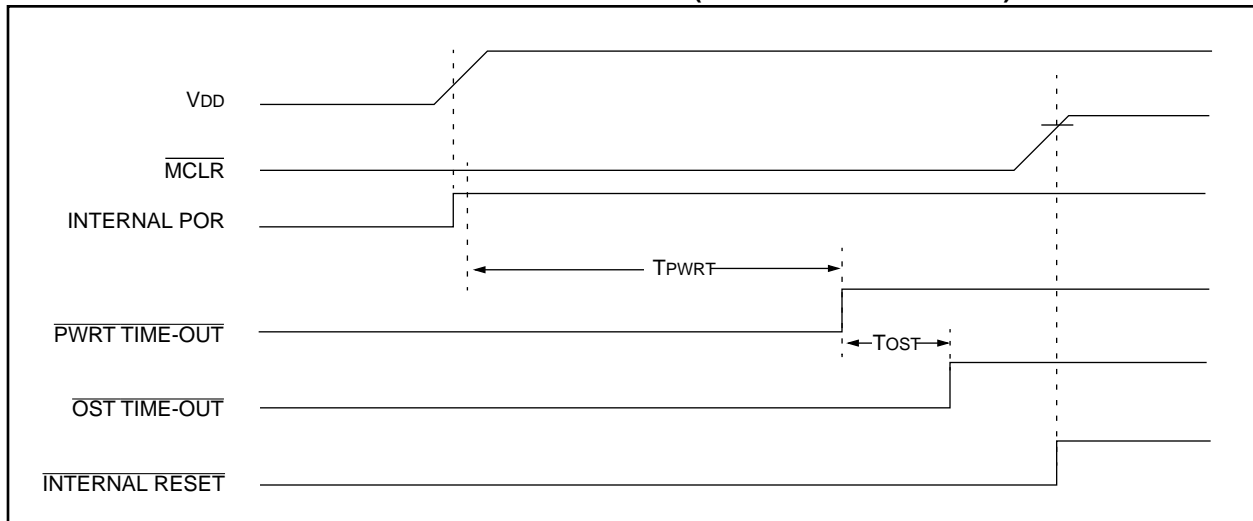 VDD
MCLR
INTERNAL POR
TPWRT
PWRT TIME-OUT
TOST
OST TIME-OUT
INTERNAL RESET